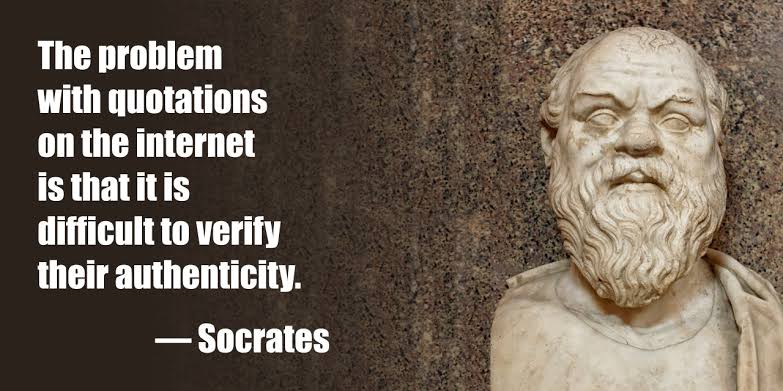 The problem
with quotations
on the internet
is that it is
difficult to verify
their authenticity.
— Socrates